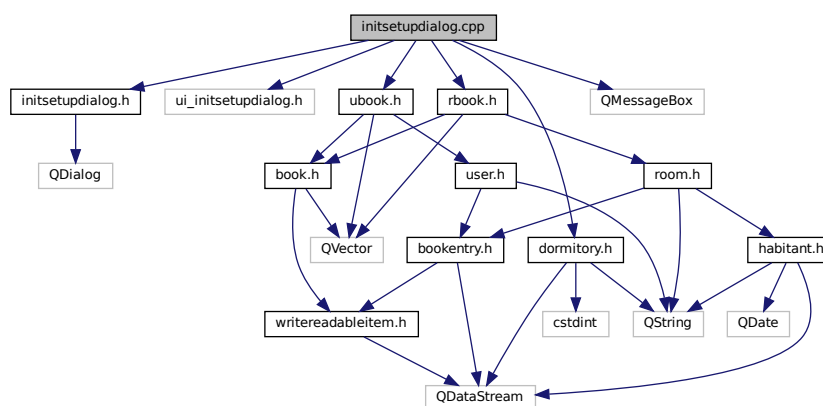 initsetupdialog.cpp
initsetupdialog.h
ui_initsetupdialog.h
ubook.h
rbook.h
QMessageBox
QDialog
book.h
user.h
room.h
QVector
bookentry.h
dormitory.h
habitant.h
writereadableitem.h
cstdint
QString
QDate
QDataStream